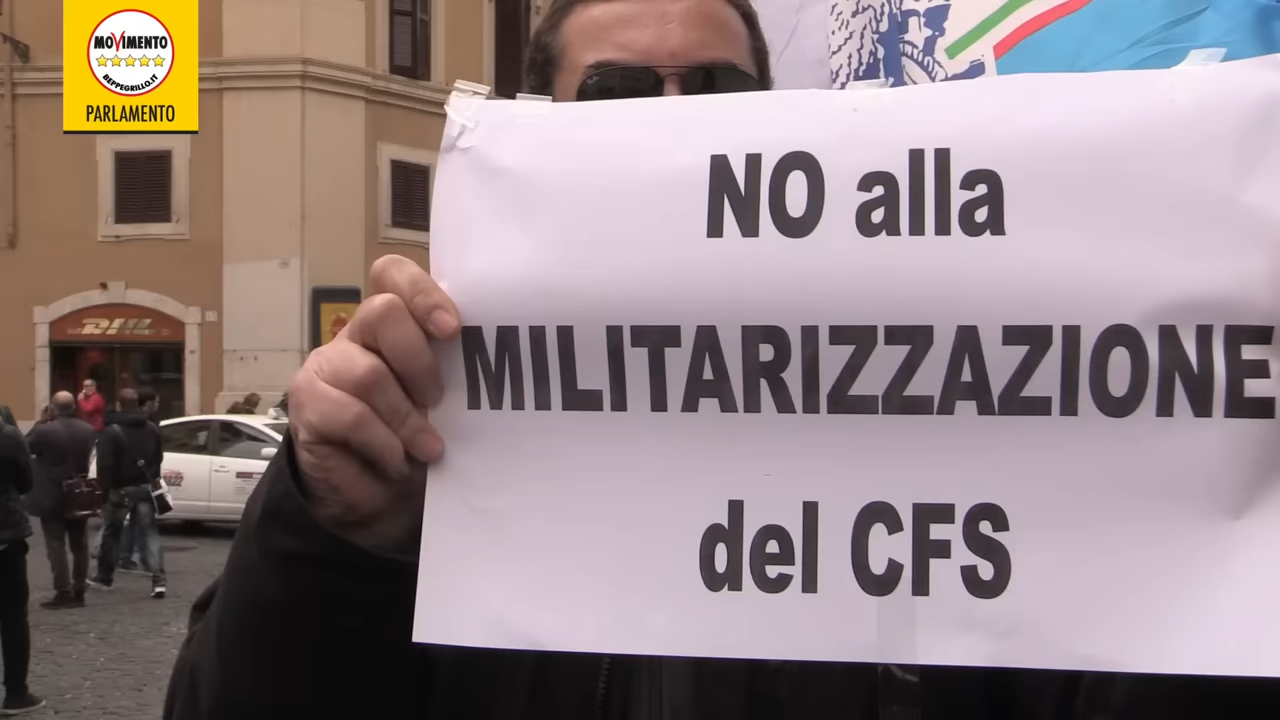 MOVIMENTO
BEPPEGRILLO.IT
PARLAMENTO
DHL
NO alla
MILITARIZZAZIONE
del CFS